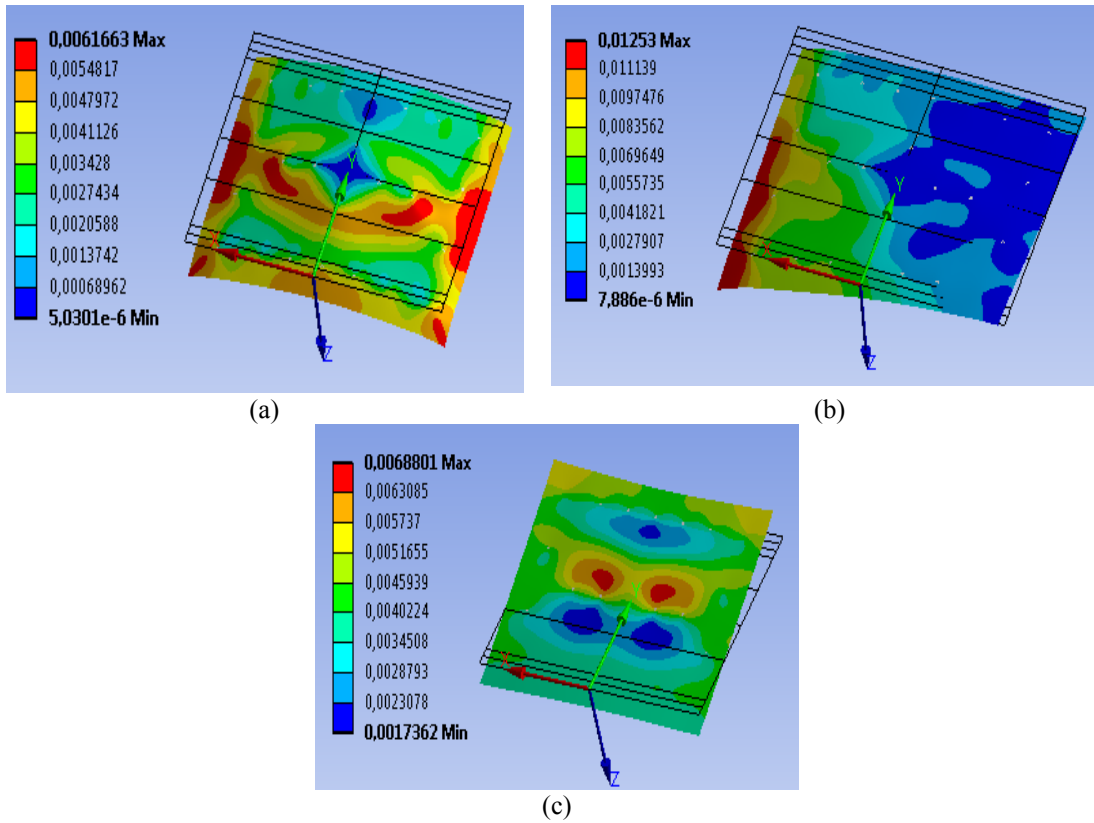 0,0061663 Max
0,0054817
0,0047972
0,0041126
0,003428
0,0027434
0,0020588
0,0013742
0,00068962
5,0301e-6 Min
Y
Z
(a)
0,01253 Max
0,011139
0,0097476
0,0083562
0,0069649
0,0055735
0,0041821
0,0027907
0,0013993
7,886e-6 Min
Y
X
Z
(b)
0,0068801 Max
0,0063085
0,005737
0,0051655
0,0045939
0,0040224
0,0034508
0,0028793
0,0023078
0,0017362 Min
Y
X
Z
(c)